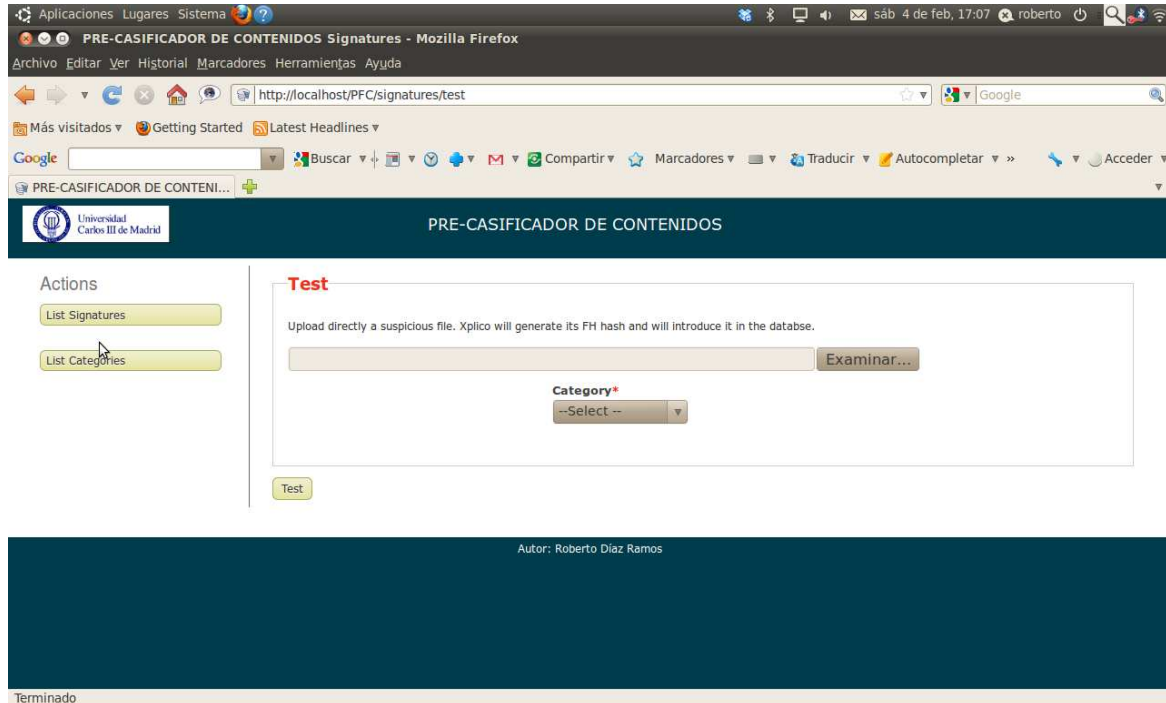 Aplicaciones Lugares Sistema sáb 4 de feb, 17:07 roberto
PRE-CASIFICADOR DE CONTENIDOS Signatures - Mozilla Firefox
Archivo Editar Ver Historial Marcadores Herramientas Ayuda
http://localhost/PFC/signatures/test Google
Más visitados Getting Started Latest Headlines
Google Buscar Compartir Marcadores Traducir Autocompletar » Acceder
PRE-CASIFICADOR DE CONTENI...
Universidad
Carlos III de Madrid
PRE-CASIFICADOR DE CONTENIDOS
Actions
List Signatures
List Categories
Test
Upload directly a suspicious file. Xplico will generate its FH hash and will introduce it in the databse.
Examinar...
Category*
--Select --
Test
Autor: Roberto Díaz Ramos
Terminado